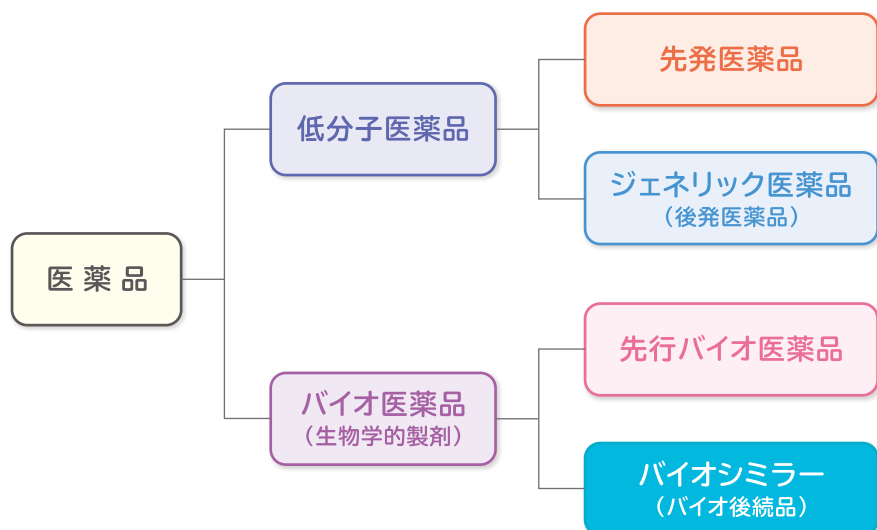 医薬品
低分子医薬品
先発医薬品
ジェネリック医薬品
（後発医薬品）
バイオ医薬品
（生物学的製剤）
先行バイオ医薬品
バイオシミラー
（バイオ後続品）